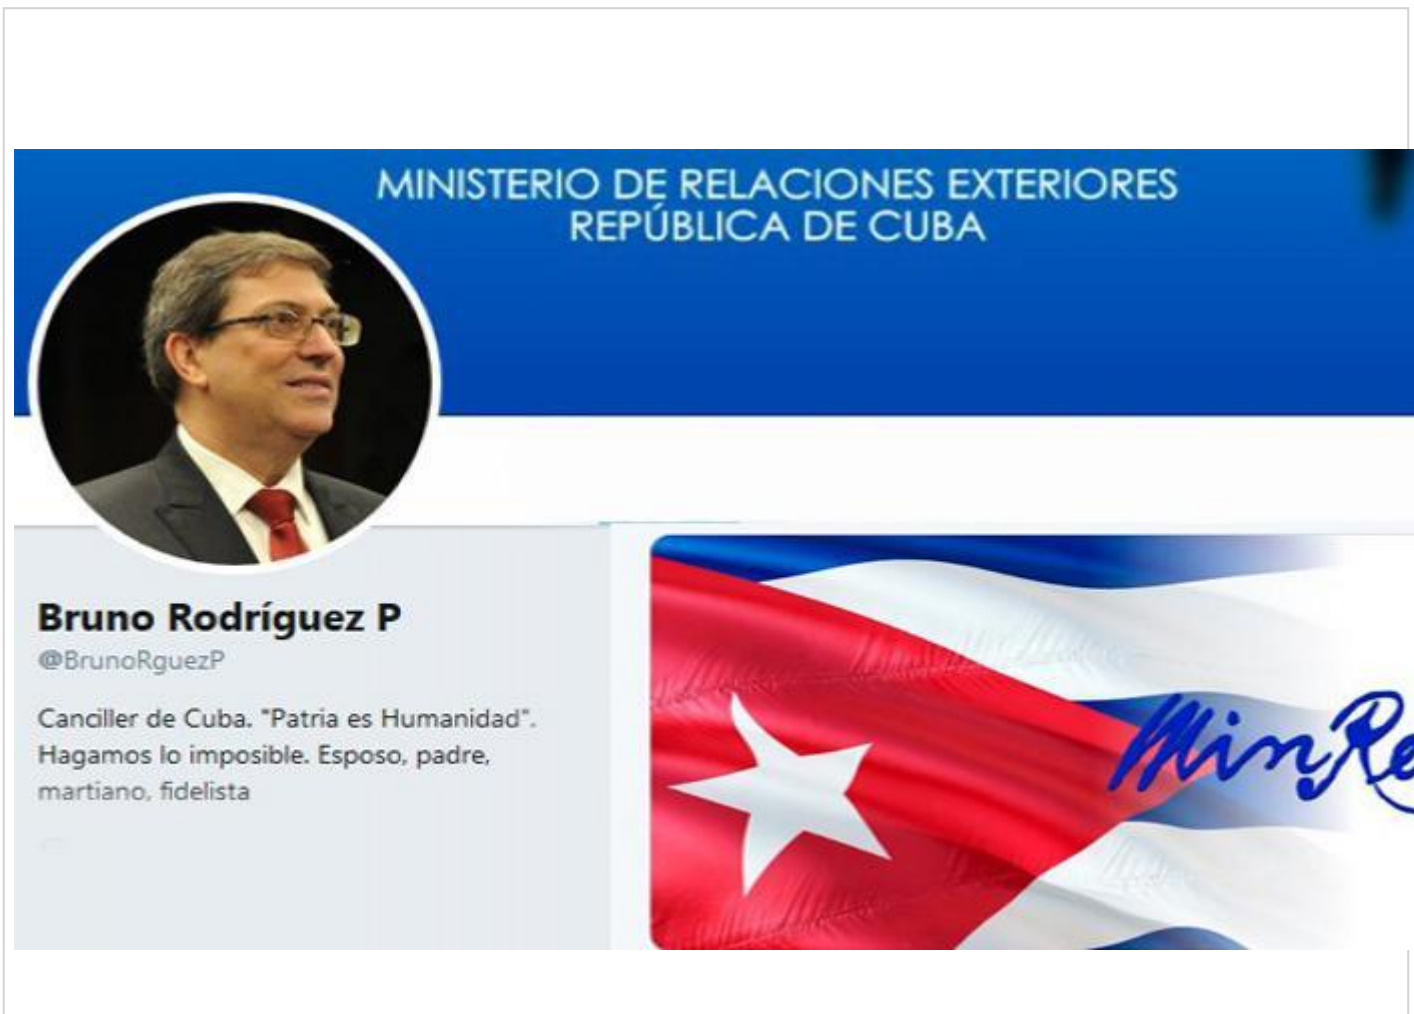 MINISTERIO DE RELACIONES EXTERIORES
REPÚBLICA DE CUBA
Bruno Rodríguez P
@BrunoRguezP
Canciller de Cuba. "Patria es Humanidad".
Hagamos lo imposible. Esposo, padre,
martiano, fidelista
MinRe